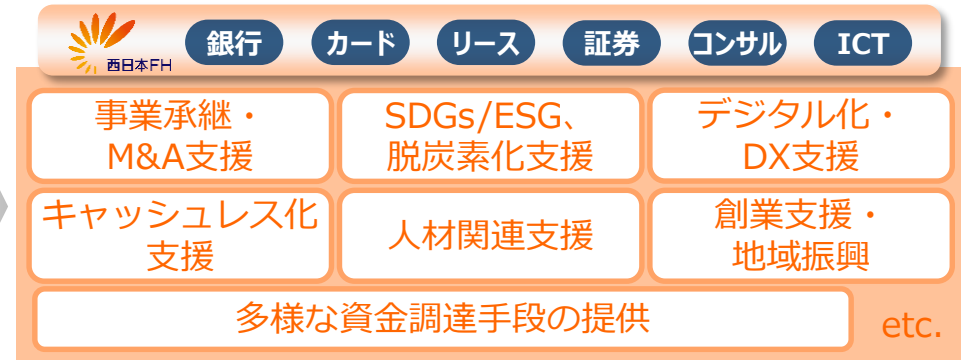 西日本FH 銀行 カード リース 証券 コンサル ICT
事業承継・
M&A支援
SDGs/ESG、
脱炭素化支援
デジタル化・
DX支援
キャッシュレス化
支援
人材関連支援
創業支援・
地域振興
多様な資金調達手段の提供
etc.